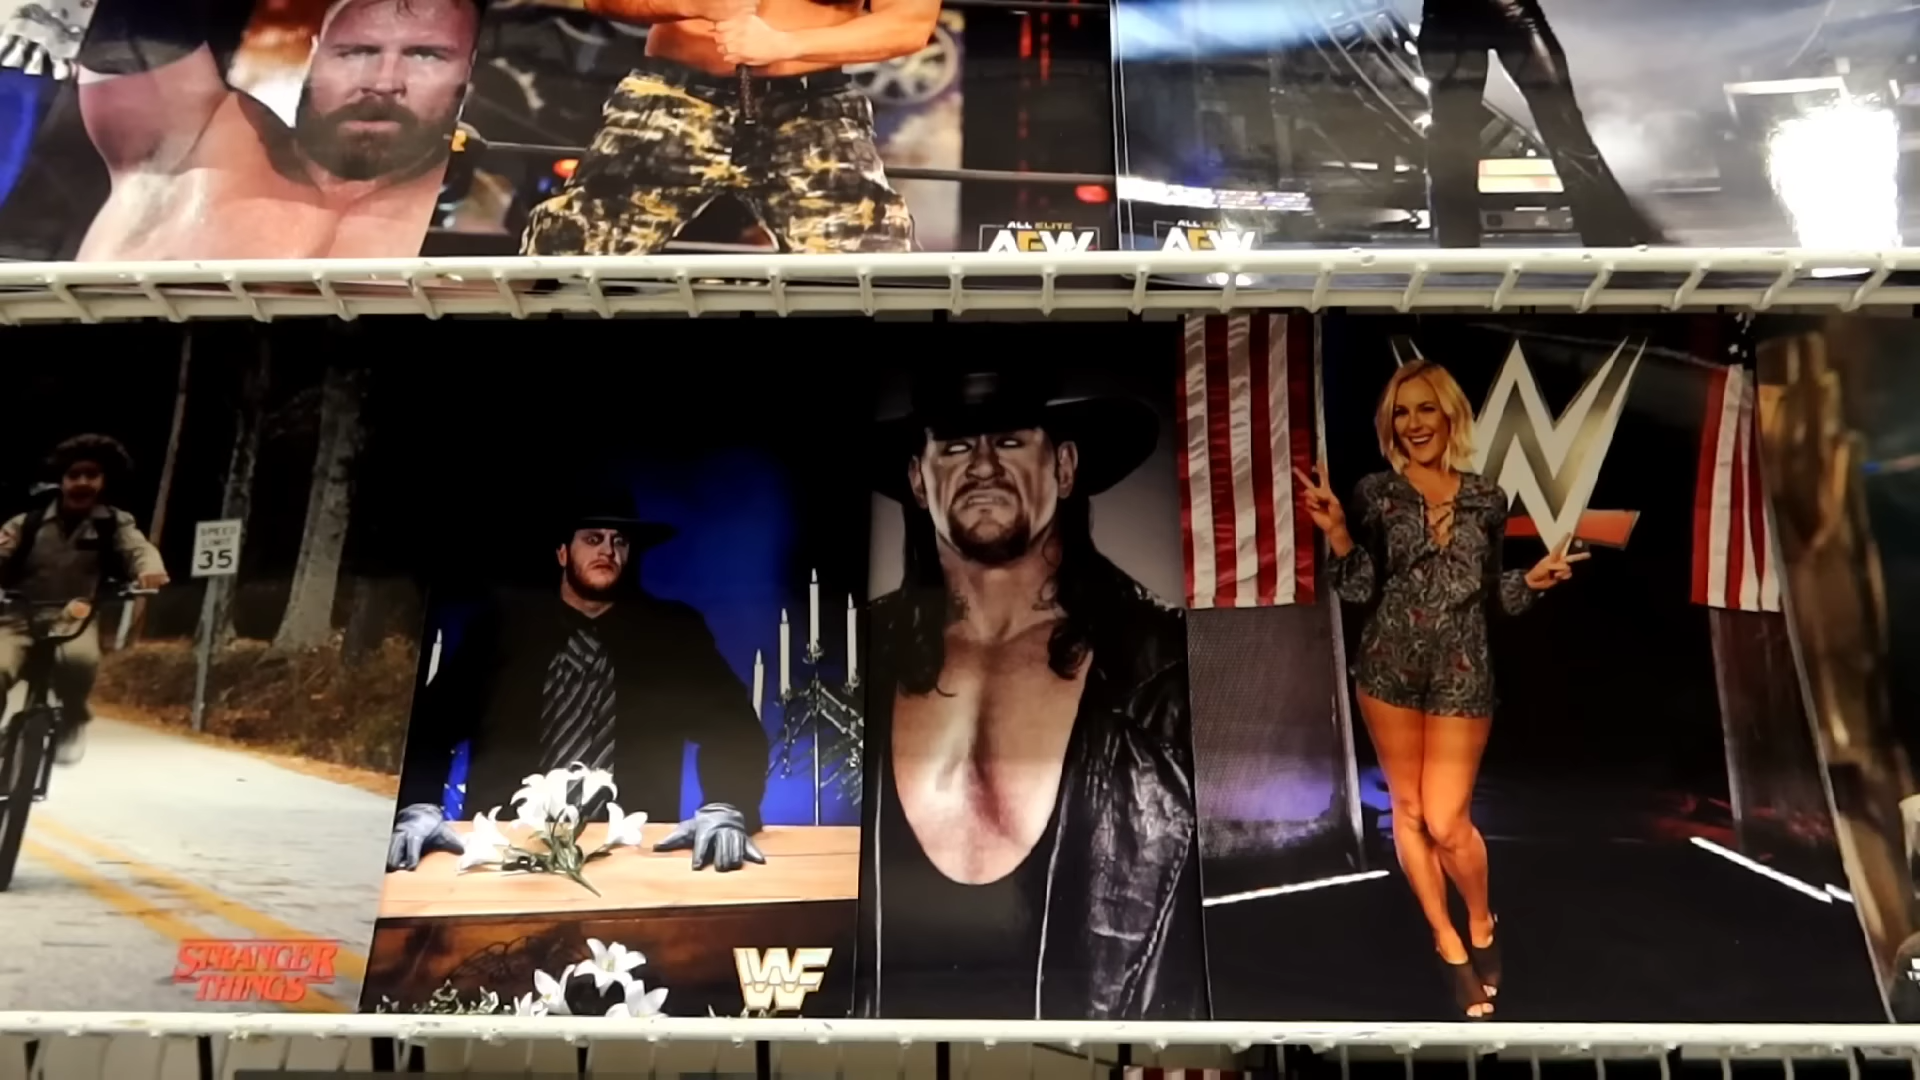 ALL ELITE
AEW
ALL ELITE
AEW
SPEED
LIMIT
35
W
STRANGER
THINGS
WF